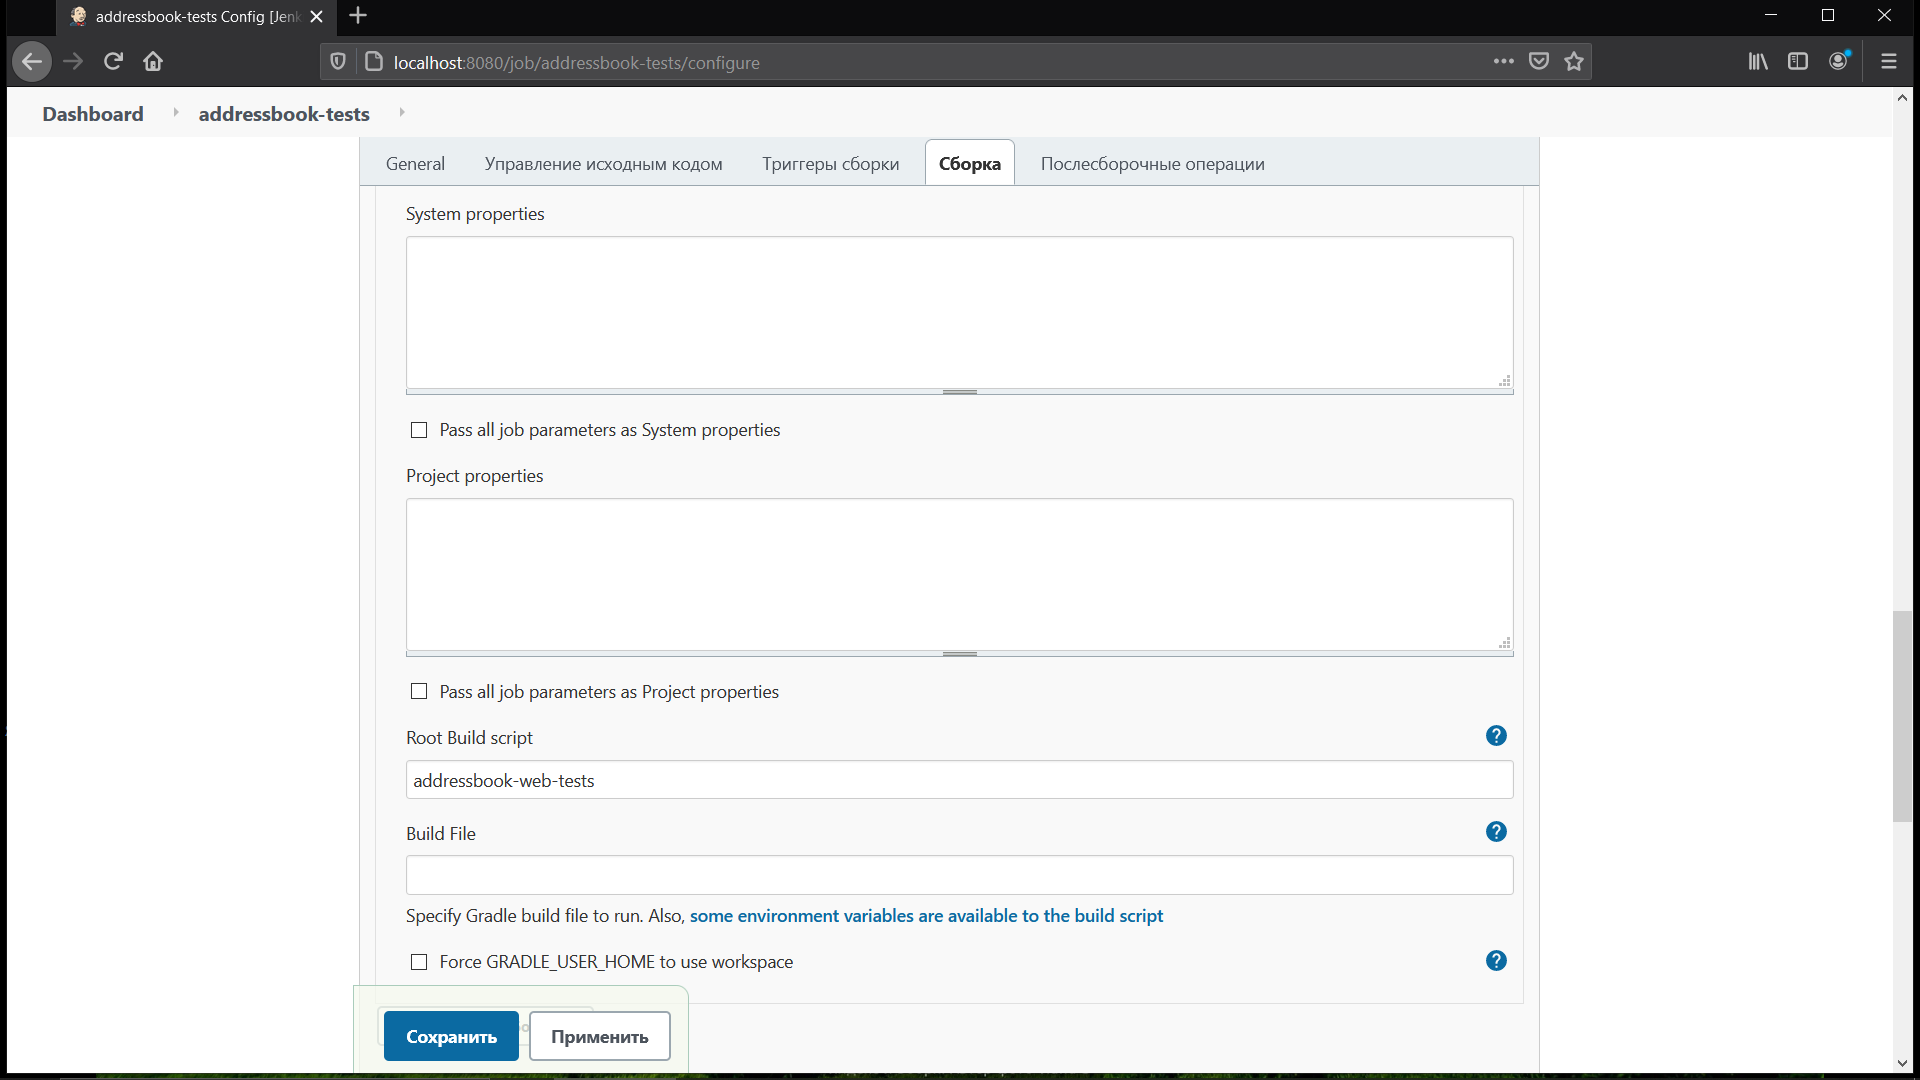 addressbook-tests Config [Jenk
localhost:8080/job/addressbook-tests/configure
Dashboard addressbook-tests
General Управление исходным кодом Триггеры сборки Сборка Послесборочные операции
System properties
Pass all job parameters as System properties
Project properties
Pass all job parameters as Project properties
Root Build script
addressbook-web-tests
Build File
Specify Gradle build file to run. Also, some environment variables are available to the build script
Force GRADLE_USER_HOME to use workspace
Сохранить Применить